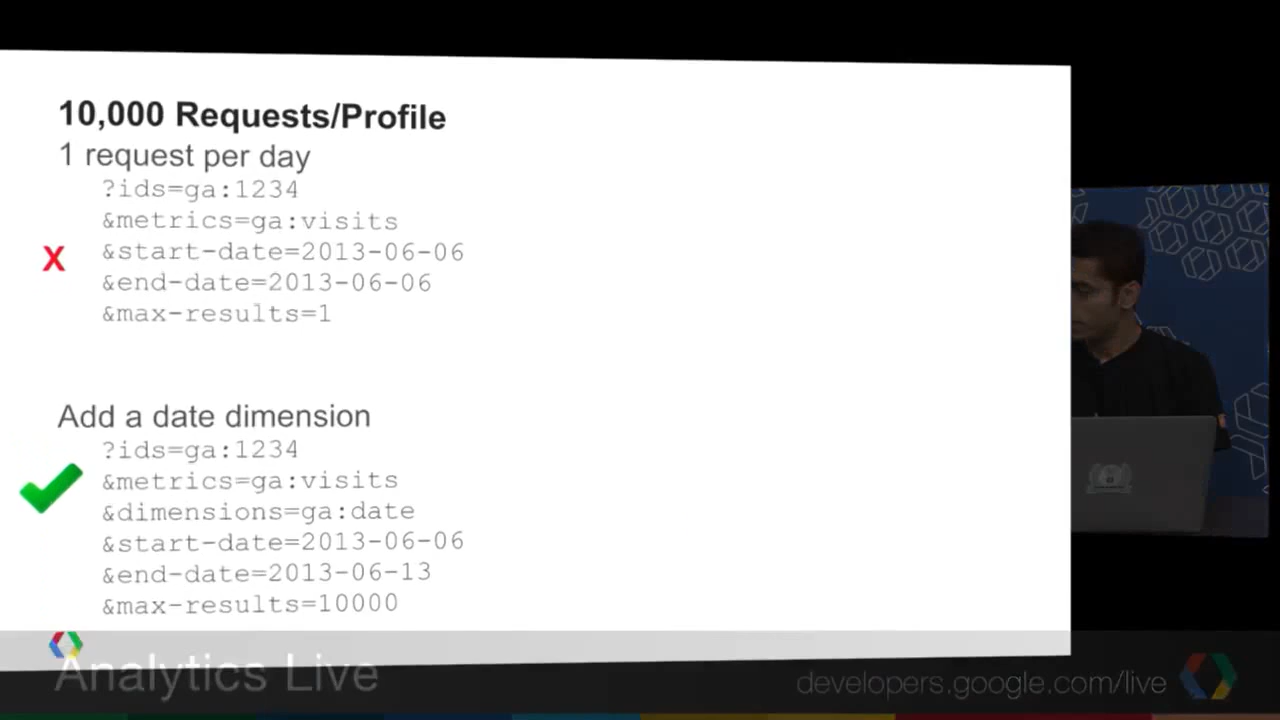 10,000 Requests/Profile
1 request per day
?ids=ga:1234
&metrics=ga:visits
X &start-date=2013-06-06
&end-date=2013-06-06
&max-results=1
Add a date dimension
?ids=ga:1234
&metrics=ga:visits
&dimensions=ga:date
&start-date=2013-06-06
&end-date=2013-06-13
&max-results=10000
Analytics Live
developers.google.com/live